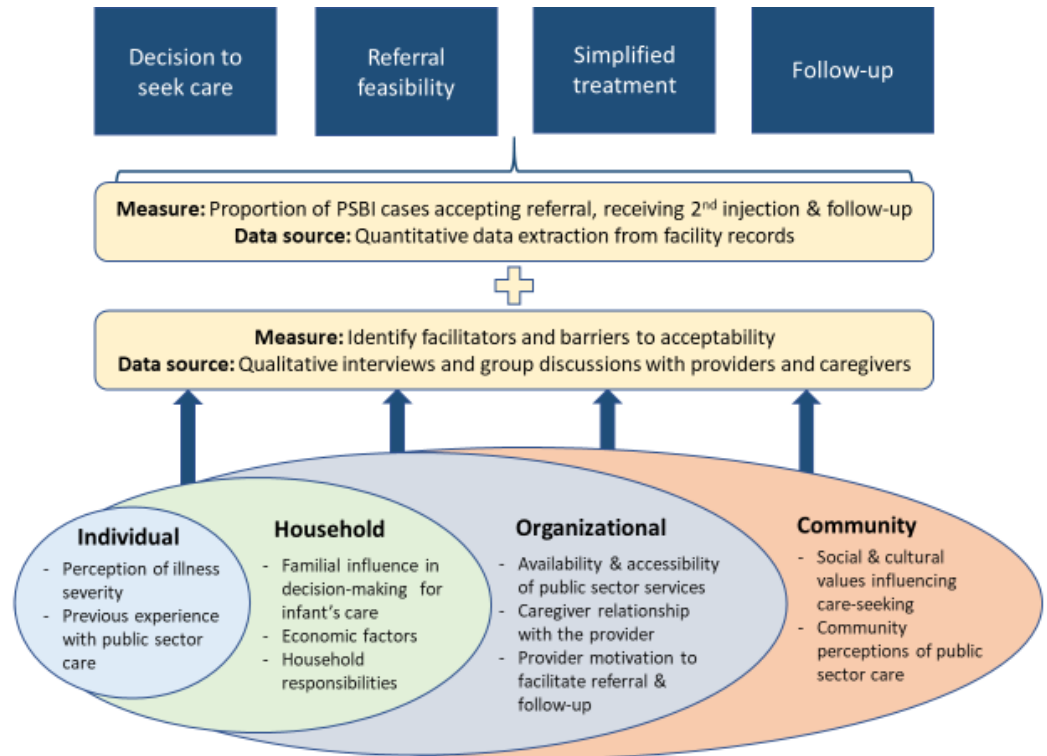 Decision to
seek care
Referral
feasibility
Simplified
treatment
Follow-up
Measure: Proportion of PSBI cases accepting referral, receiving 2nd injection & follow-up
Data source: Quantitative data extraction from facility records
Measure: Identify facilitators and barriers to acceptability
Data source: Qualitative interviews and group discussions with providers and caregivers
Individual
- Perception of illness
severity
- Previous experience
with public sector
care
Household
- Familial influence in
decision-making for
infant's care
- Economic factors
- Household
responsibilities
Organizational
- Availability & accessibility
of public sector services
- Caregiver relationship
with the provider
- Provider motivation to
facilitate referral &
follow-up
Community
- Social & cultural
values influencing
care-seeking
- Community
perceptions of public
sector care